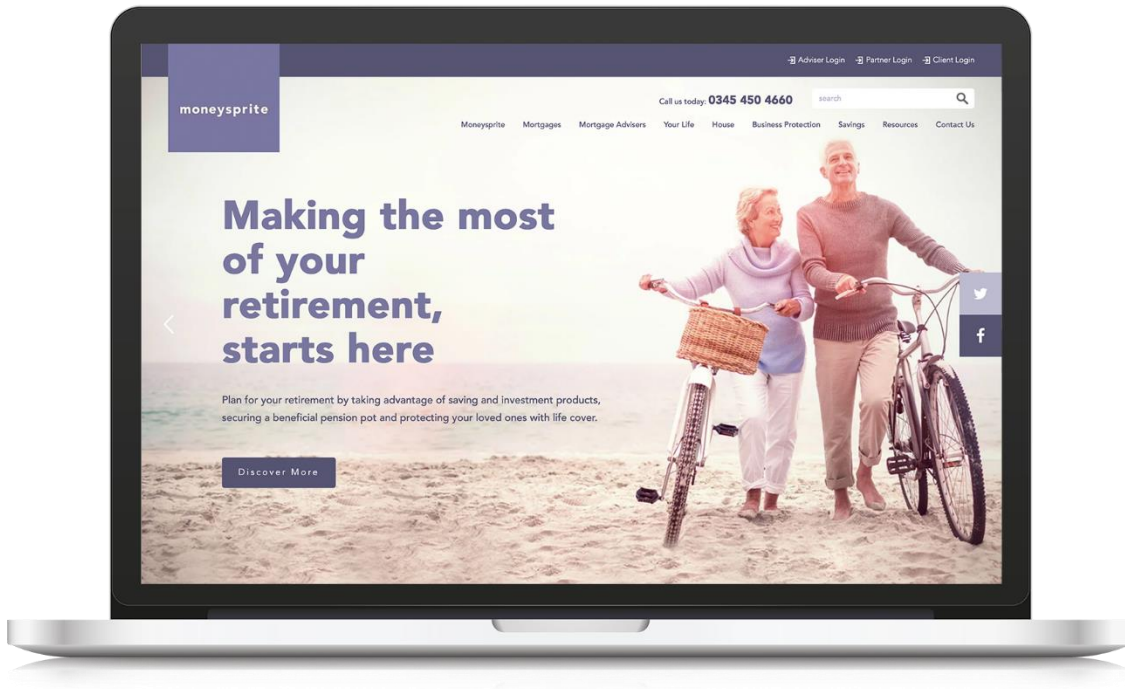 Adviser Login Partner Login Client Login
moneysprite
Call us today: 0345 450 4660
search
Moneysprite Mortgages Mortgage Advisers Your Life House Business Protection Savings Resources Contact Us
Making the most
of your
retirement,
starts here
Plan for your retirement by taking advantage of saving and investment products,
securing a beneficial pension pot and protecting your loved ones with life cover.
Discover More